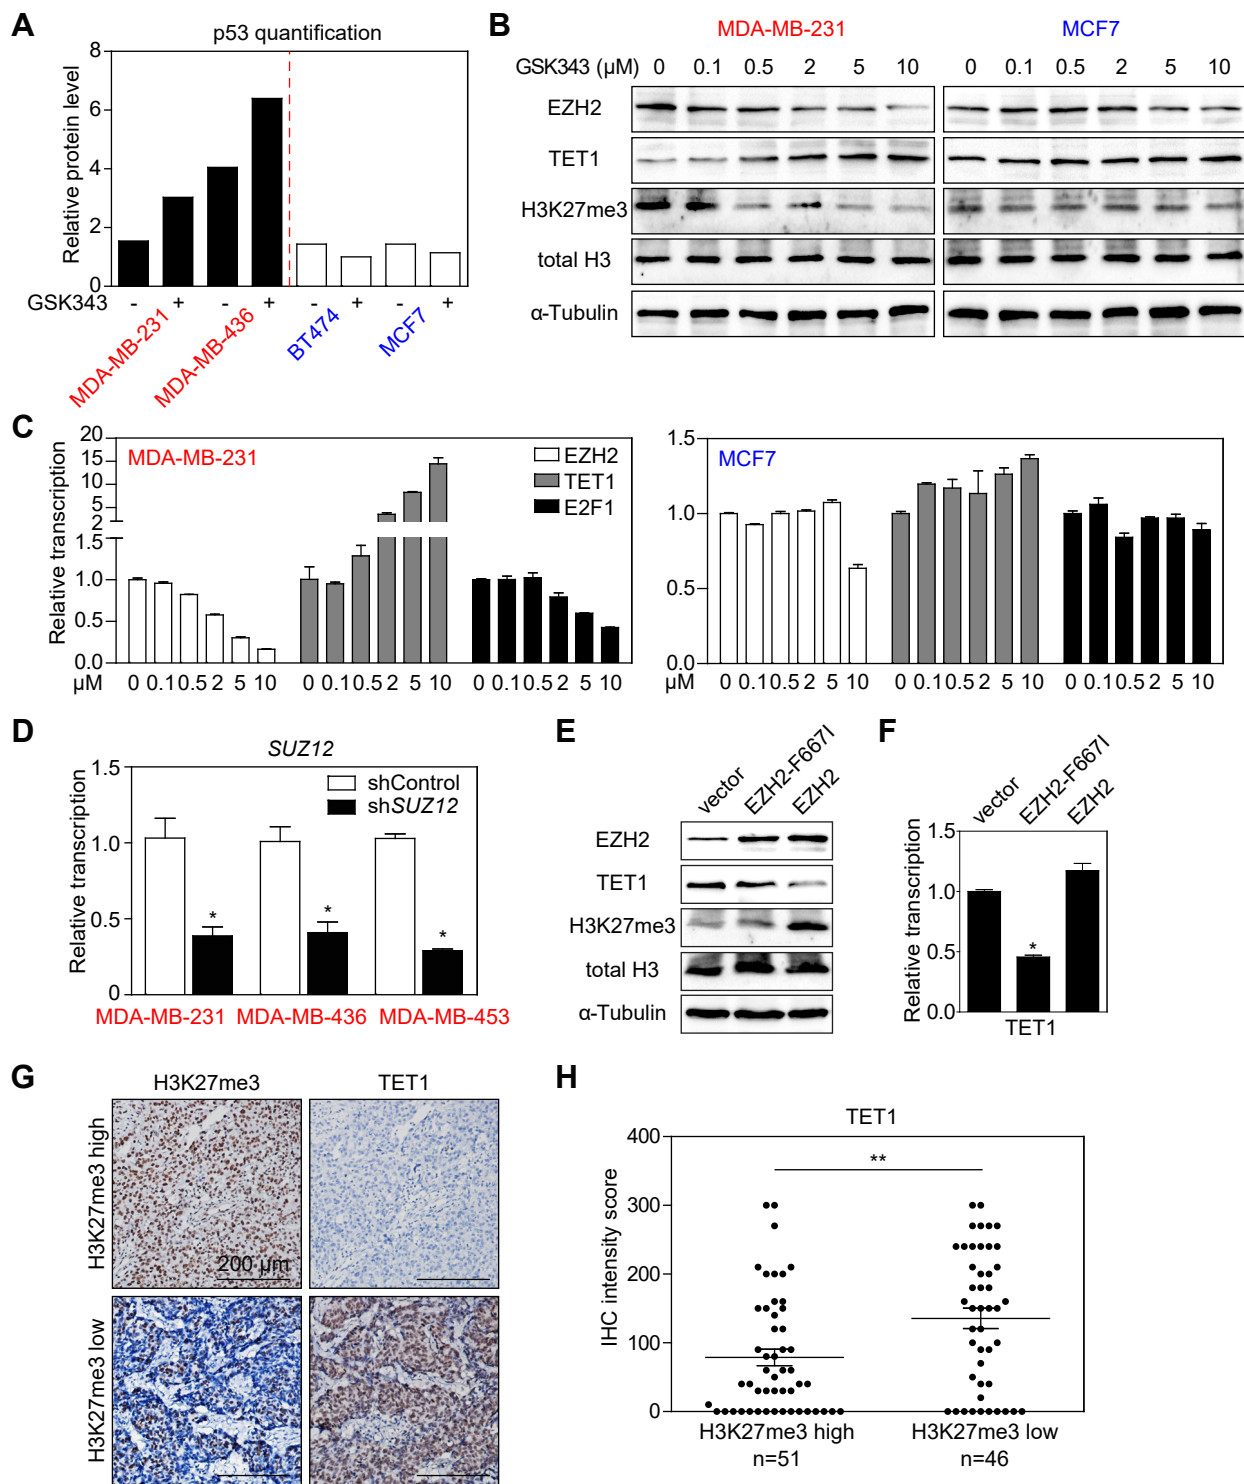 A
p53 quantification
Relative protein level
8
6
4
2
0
GSK343 - + - + - + - +
MDA-MB-231
MDA-MB-436
BT474
MCF7
B
MDA-MB-231 MCF7
GSK343 (µM) 0 0.1 0.5 2 5 10 0 0.1 0.5 2 5 10
EZH2
TET1
H3K27me3
total H3
α-Tubulin
C
Relative transcription
20
15
10
5
2
1.5
1.0
0.5
0.0
MDA-MB-231
EZH2
TET1
E2F1
µM 0 0.1 0.5 2 5 10 0 0.1 0.5 2 5 10 0 0.1 0.5 2 5 10
MCF7
1.5
1.0
0.5
0.0
µM 0 0.1 0.5 2 5 10 0 0.1 0.5 2 5 10 0 0.1 0.5 2 5 10
D
SUZ12
Relative transcription
1.5
1.0
0.5
0
shControl
shSUZ12
* * *
MDA-MB-231 MDA-MB-436 MDA-MB-453
E
vector
EZH2-F667I
EZH2
EZH2
TET1
H3K27me3
total H3
α-Tubulin
F
vector
EZH2-F667I
EZH2
Relative transcription
1.5
1.0
0.5
0.0
*
TET1
G
H3K27me3 TET1
H3K27me3 high
200 µm
H3K27me3 low
H
TET1
IHC intensity score
400
300
200
100
0
**
H3K27me3 high H3K27me3 low
n=51 n=46